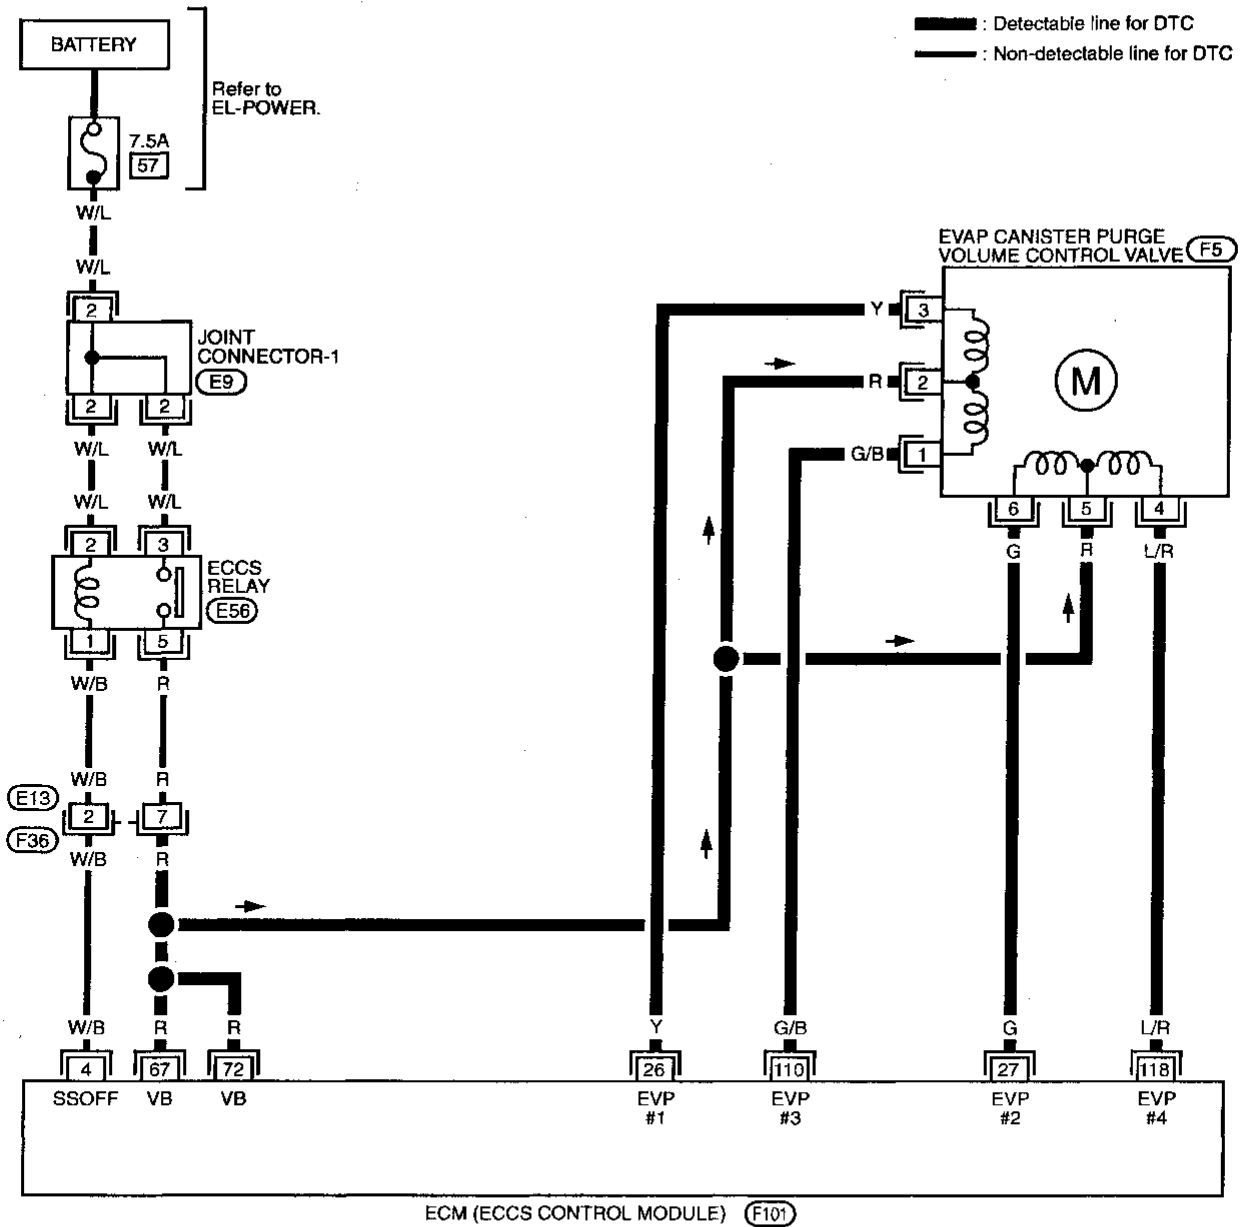 : Detectable line for DTC
: Non-detectable line for DTC
BATTERY
Refer to
EL-POWER.
7.5A
57
W/L
W/L
2
JOINT
CONNECTOR-1
E9
2 2
W/L W/L
W/L W/L
2 3
ECCS
RELAY
E56
1 5
W/B R
W/B R
E13
2 7
F36
W/B R
EVAP CANISTER PURGE
VOLUME CONTROL VALVE F5
Y 3
R 2
M
G/B 1
6 5 4
G R L/R
W/B R R Y G/B G L/R
4 67 72 26 110 27 118
SSOFF VB VB EVP EVP EVP EVP
#1 #3 #2 #4
ECM (ECCS CONTROL MODULE) F101